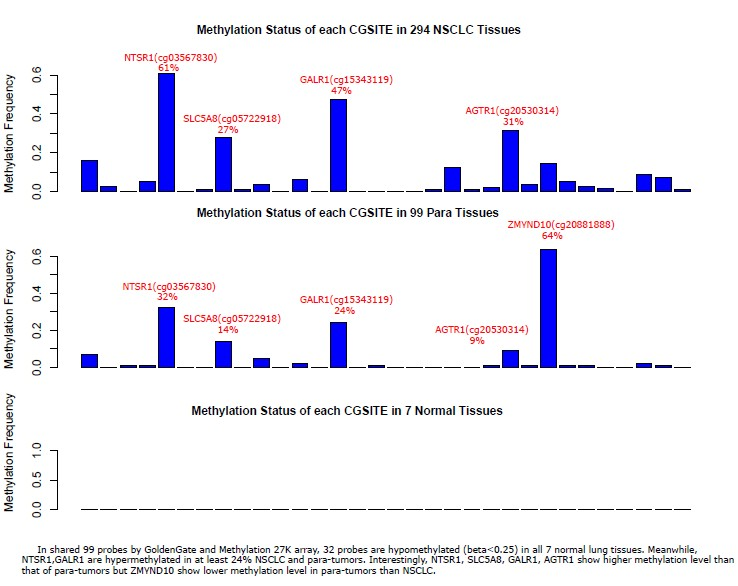 Methylation Status of each CGSITE in 294 NSCLC Tissues
NTSR1(cg03567830)
61%
SLC5A8(cg05722918)
27%
GALR1(cg15343119)
47%
AGTR1(cg20530314)
31%
Methylation Frequency
0.6
0.4
0.2
0.0
Methylation Status of each CGSITE in 99 Para Tissues
ZMYND10(cg20881888)
64%
NTSR1(cg03567830)
32%
SLC5A8(cg05722918)
14%
GALR1(cg15343119)
24%
AGTR1(cg20530314)
9%
Methylation Frequency
0.6
0.4
0.2
0.0
Methylation Status of each CGSITE in 7 Normal Tissues
Methylation Frequency
1.0
0.5
0.0
In shared 99 probes by GoldenGate and Methylation 27K array, 32 probes are hypomethylated (beta<0.25) in all 7 normal lung tissues. Meanwhile,
NTSR1,GALR1 are hypermethylated in at least 24% NSCLC and para-tumors. Interestingly, NTSR1, SLC5A8, GALR1, AGTR1 show higher methylation level than
that of para-tumors but ZMYND10 show lower methylation level in para-tumors than NSCLC.